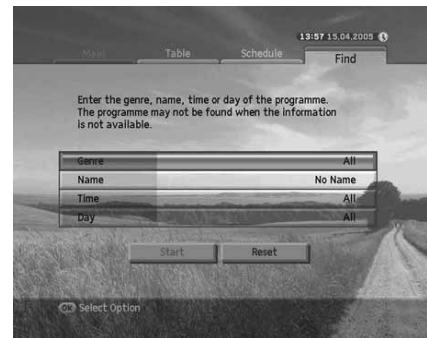 13:57 15.04.2005
Main Table Schedule Find
Enter the genre, name, time or day of the programme.
The programme may not be found when the information
is not available.
Genre All
Name No Name
Time All
Day All
Start Reset
OK Select Option